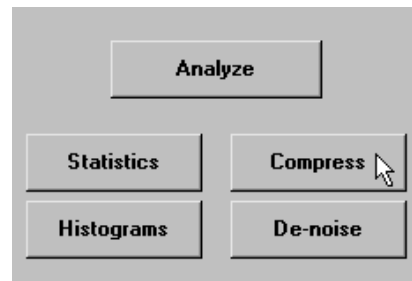 Analyze
Statistics
Compress
Histograms
De-noise